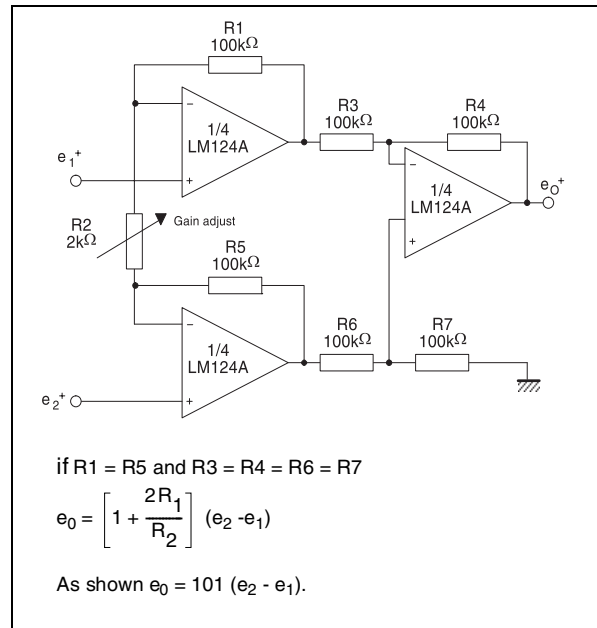 R1
100kΩ
R3
100kΩ
R4
100kΩ
−
1/4
LM124A
+
e1+
−
1/4
LM124A
+
eO+
R2
2kΩ
Gain adjust
R5
100kΩ
−
1/4
LM124A
+
e2+
R6
100kΩ
R7
100kΩ
if R1 = R5 and R3 = R4 = R6 = R7
e0 = [1 + 2R1/R2] (e2 -e1)
As shown e0 = 101 (e2 - e1).